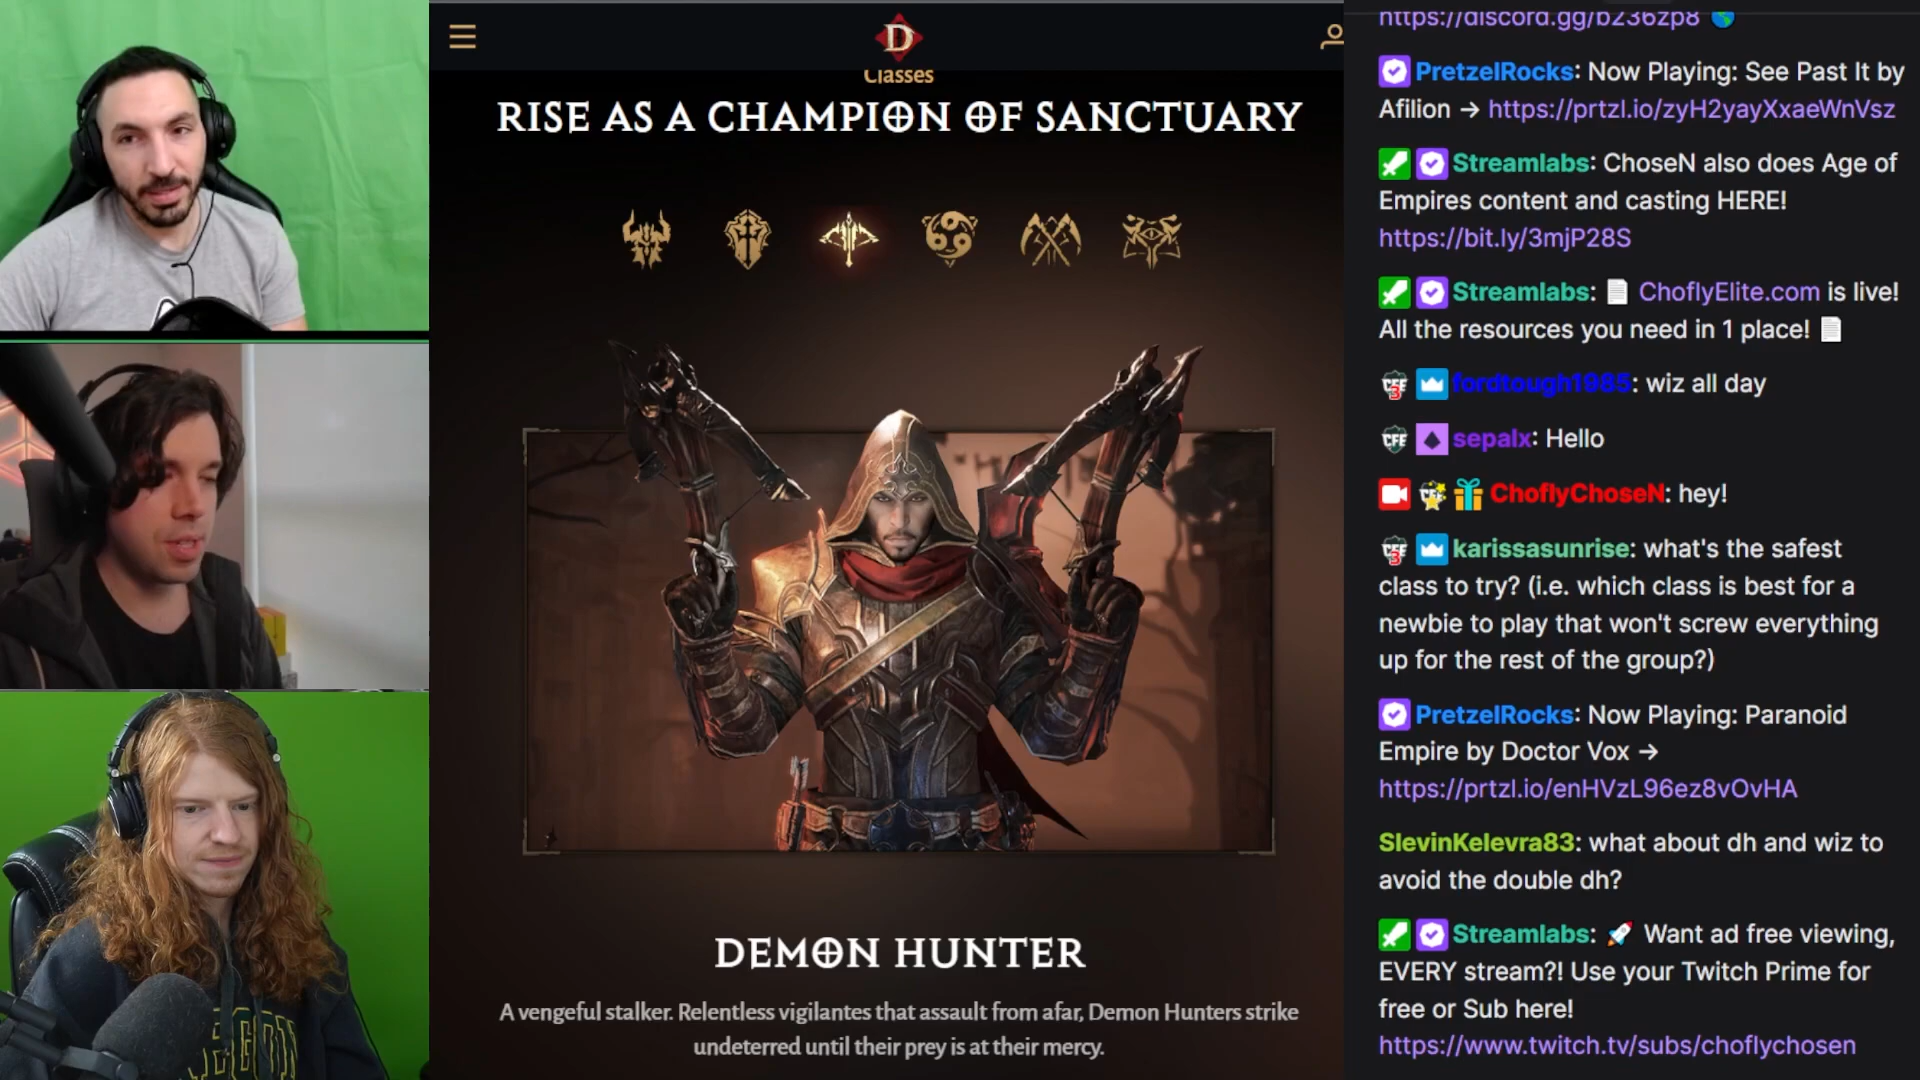 D
Classes
RISE AS A CHAMPION OF SANCTUARY
DEMON HUNTER
A vengeful stalker. Relentless vigilantes that assault from afar, Demon Hunters strike
undeterred until their prey is at their mercy.
https://discord.gg/b236zp8 🌎
PretzelRocks: Now Playing: See Past It by
Afilion → https://prtzl.io/zyH2yayXxaeWnVsz
Streamlabs: ChoseN also does Age of
Empires content and casting HERE!
https://bit.ly/3mjP28S
Streamlabs: 📄 ChoflyElite.com is live!
All the resources you need in 1 place! 📄
fordtough1985: wiz all day
sepalx: Hello
ChoflyChoseN: hey!
karissasunrise: what's the safest
class to try? (i.e. which class is best for a
newbie to play that won't screw everything
up for the rest of the group?)
PretzelRocks: Now Playing: Paranoid
Empire by Doctor Vox →
https://prtzl.io/enHVzL96ez8vOvHA
SlevinKelevra83: what about dh and wiz to
avoid the double dh?
Streamlabs: 🚀 Want ad free viewing,
EVERY stream?! Use your Twitch Prime for
free or Sub here!
https://www.twitch.tv/subs/choflychosen